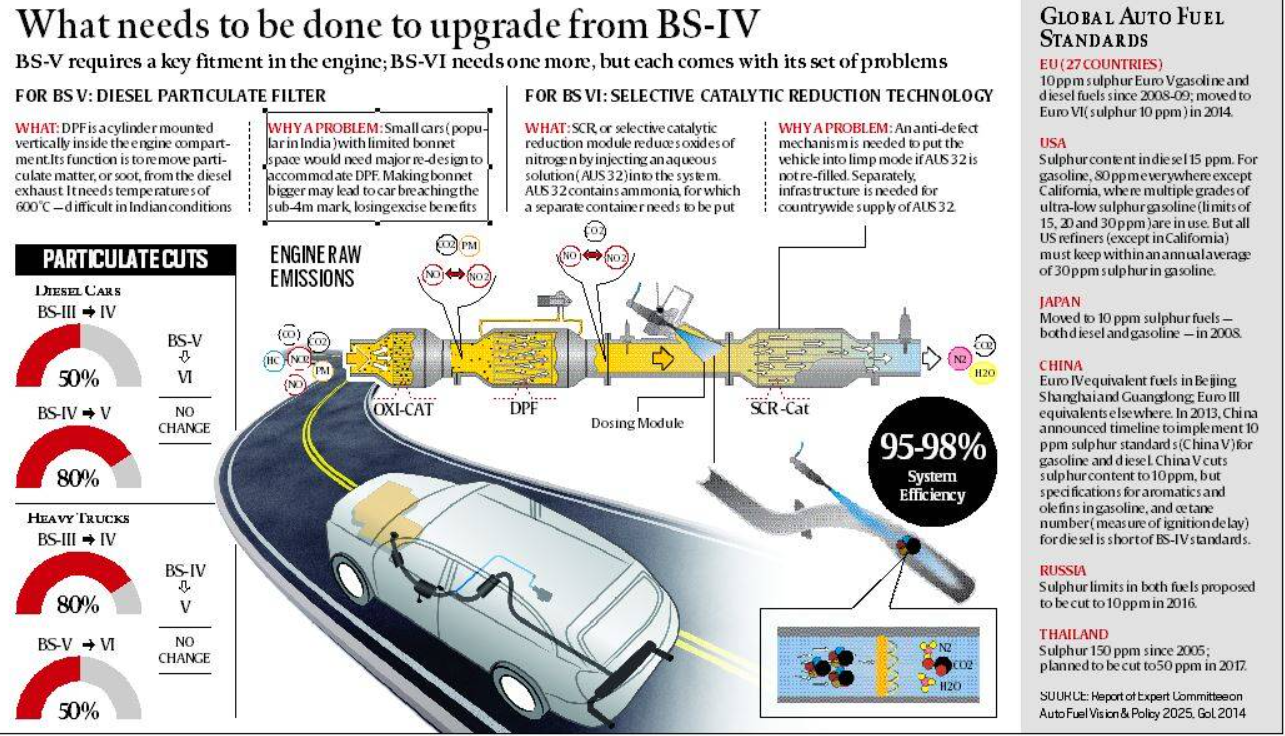 What needs to be done to upgrade from BS-IV
BS-V requires a key fitment in the engine; BS-VI needs one more, but each comes with its set of problems
FOR BS V: DIESEL PARTICULATE FILTER
WHAT: DPF is a cylinder mounted
vertically inside the engine compart-
ment. Its function is to remove parti-
culate matter, or soot, from the diesel
exhaust. It needs temperatures of
600°C — difficult in Indian conditions
WHY A PROBLEM: Small cars (popu-
lar in India) with limited bonnet
space would need major re-design to
accommodate DPF. Making bonnet
bigger may lead to car breaching the
sub-4m mark, losing excise benefits
FOR BS VI: SELECTIVE CATALYTIC REDUCTION TECHNOLOGY
WHAT: SCR, or selective catalytic
reduction module reduces oxides of
nitrogen by injecting an aqueous
solution (AUS 32) into the system.
AUS 32 contains ammonia, for which
a separate container needs to be put
WHY A PROBLEM: An anti-defect
mechanism is needed to put the
vehicle into limp mode if AUS 32 is
not re-filled. Separately,
infrastructure is needed for
countrywide supply of AUS 32.
PARTICULATE CUTS
DIESEL CARS
BS-III → IV
50%
BS-IV → V
80%
BS-V
⇩
VI
NO
CHANGE
HEAVY TRUCKS
BS-III → IV
80%
BS-V → VI
50%
BS-IV
⇩
V
NO
CHANGE
ENGINE RAW
EMISSIONS
CO2 PM
NO NO2
CO2
NO NO2
CO
CO2
HC NO2
PM
NO
OXI-CAT
DPF
Dosing Module
SCR-Cat
N2
CO2
H2O
95-98%
System
Efficiency
N2
CO2
H2O
GLOBAL AUTO FUEL
STANDARDS
EU (27 COUNTRIES)
10 ppm sulphur Euro V gasoline and
diesel fuels since 2008-09; moved to
Euro VI (sulphur 10 ppm) in 2014.
USA
Sulphur content in diesel 15 ppm. For
gasoline, 80 ppm everywhere except
California, where multiple grades of
ultra-low sulphur gasoline (limits of
15, 20 and 30 ppm) are in use. But all
US refiners (except in California)
must keep within an annual average
of 30 ppm sulphur in gasoline.
JAPAN
Moved to 10 ppm sulphur fuels —
both diesel and gasoline — in 2008.
CHINA
Euro IV equivalent fuels in Beijing,
Shanghai and Guangdong; Euro III
equivalents elsewhere. In 2013, China
announced timeline to implement 10
ppm sulphur standards (China V) for
gasoline and diesel. China V cuts
sulphur content to 10 ppm, but
specifications for aromatics and
olefins in gasoline, and cetane
number (measure of ignition delay)
for diesel is short of BS-IV standards.
RUSSIA
Sulphur limits in both fuels proposed
to be cut to 10 ppm in 2016.
THAILAND
Sulphur 150 ppm since 2005;
planned to be cut to 50 ppm in 2017.
SOURCE: Report of Expert Committee on
Auto Fuel Vision & Policy 2025, GoI, 2014